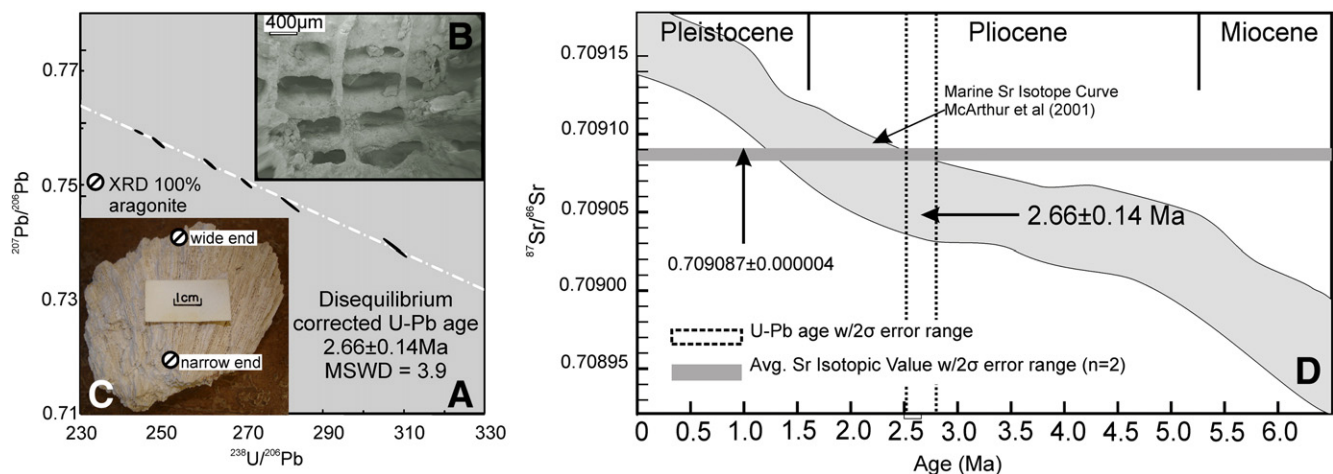 400µm
B
0.77
0.75
0.73
0.71
²⁰⁷Pb/²⁰⁶Pb
XRD 100%
aragonite
wide end
1cm
narrow end
C
Disequilibrium
corrected U-Pb age
2.66±0.14Ma
MSWD = 3.9
A
230
250
270
290
310
330
²³⁸U/²⁰⁶Pb
Pleistocene
Pliocene
Miocene
0.70915
0.70910
0.70905
0.70900
0.70895
⁸⁷Sr/⁸⁶Sr
Marine Sr Isotope Curve
McArthur et al (2001)
2.66±0.14 Ma
0.709087±0.000004
U-Pb age w/2σ error range
Avg. Sr Isotopic Value w/2σ error range (n=2)
D
0
0.5
1.0
1.5
2.0
2.5
3.0
3.5
4.0
4.5
5.0
5.5
6.0
Age (Ma)